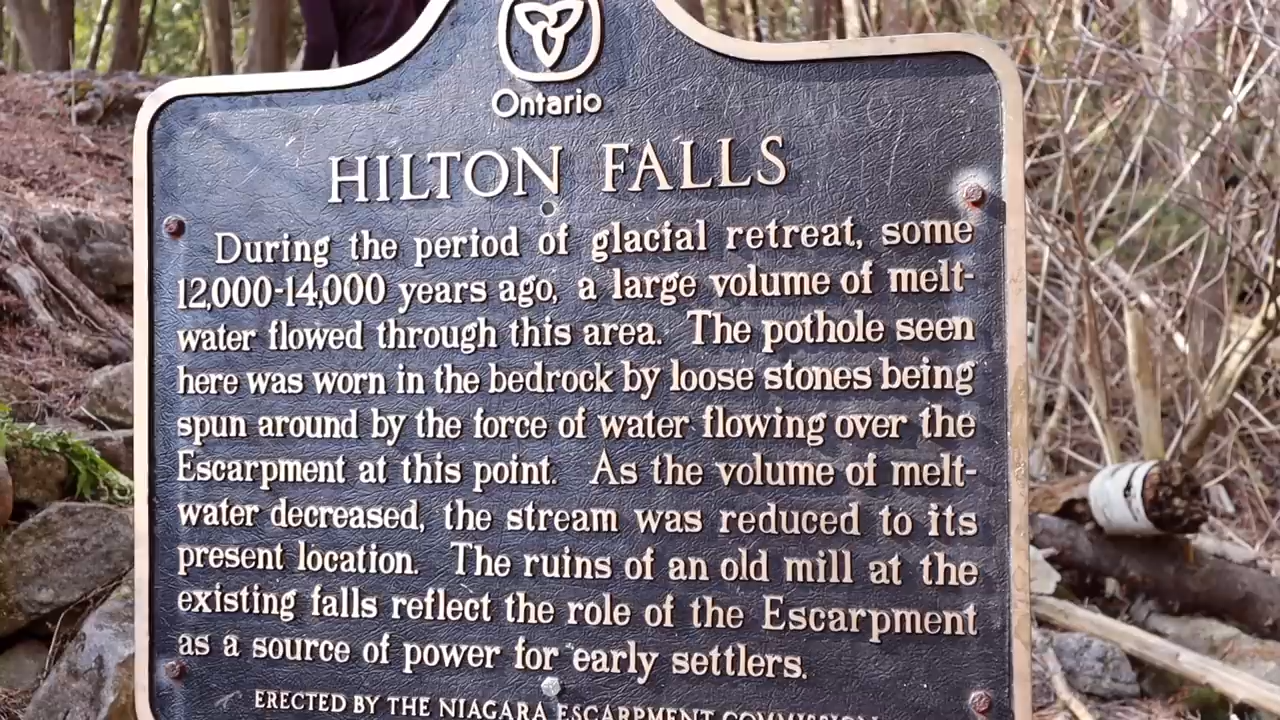 Ontario
HILTON FALLS
During the period of glacial retreat, some
12,000-14,000 years ago, a large volume of melt-
water flowed through this area. The pothole seen
here was worn in the bedrock by loose stones being
spun around by the force of water flowing over the
Escarpment at this point. As the volume of melt-
water decreased, the stream was reduced to its
present location. The ruins of an old mill at the
existing falls reflect the role of the Escarpment
as a source of power for early settlers.
ERECTED BY THE NIAGARA ESCARPMENT COMMISSION